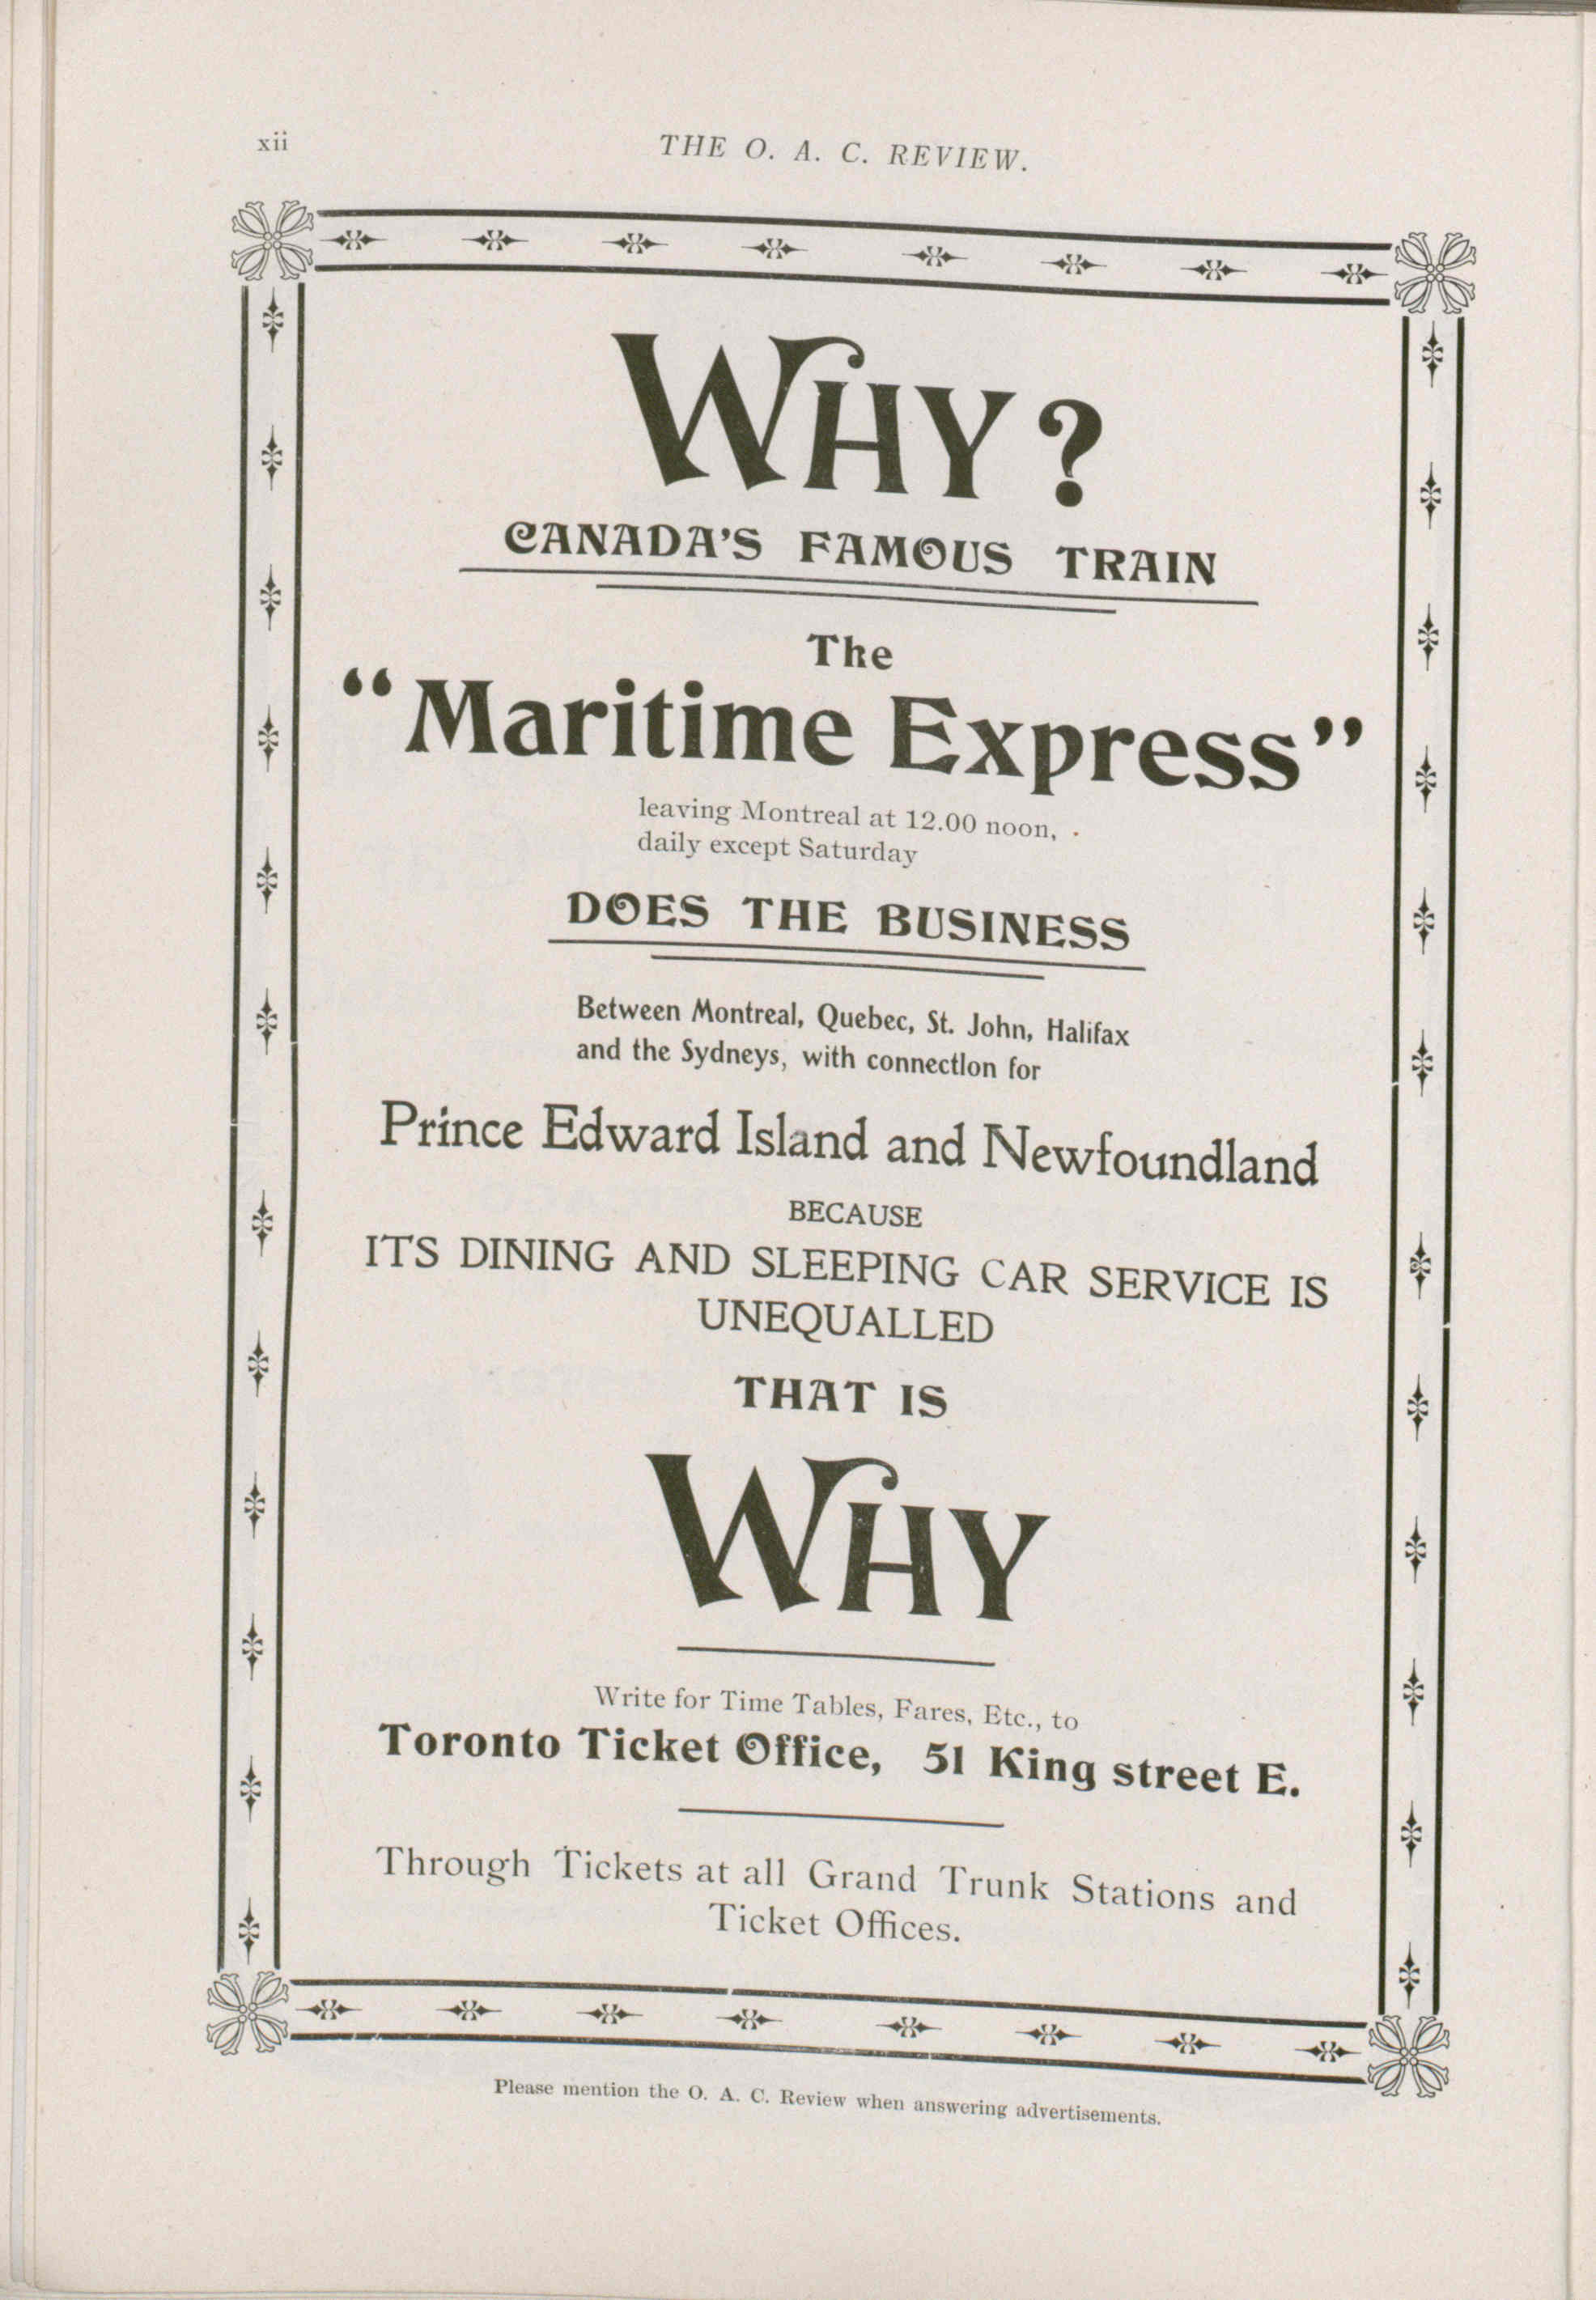 xii
THE O. A. C. REVIEW.
WHY?
CANADA'S FAMOUS TRAIN
The
"Maritime Express"
leaving Montreal at 12.00 noon,
daily except Saturday
DOES THE BUSINESS
Between Montreal, Quebec, St. John, Halifax
and the Sydneys, with connectlon for
Prince Edward Island and Newfoundland
BECAUSE
ITS DINING AND SLEEPING CAR SERVICE IS
UNEQUALLED
THAT IS
WHY
Write for Time Tables, Fares, Etc., to
Toronto Ticket Office, 51 King street E.
Through Tickets at all Grand Trunk Stations and
Ticket Offices.
Please mention the O. A. C. Review when answering advertisements.